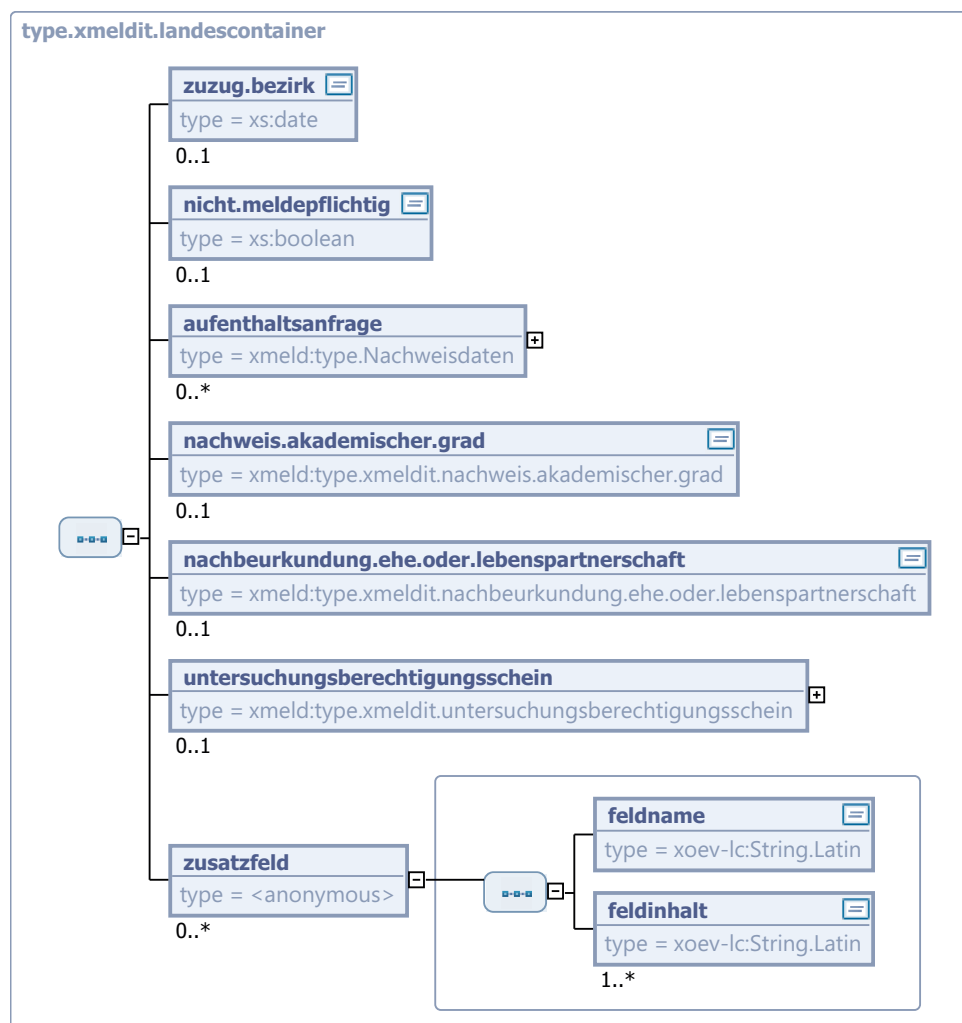 type.xmeldit.landescontainer
zuzug.bezirk
type = xs:date
0..1
nicht.meldepflichtig
type = xs:boolean
0..1
aufenthaltsanfrage
type = xmeld:type.Nachweisdaten
0..*
nachweis.akademischer.grad
type = xmeld:type.xmeldit.nachweis.akademischer.grad
0..1
nachbeurkundung.ehe.oder.lebenspartnerschaft
type = xmeld:type.xmeldit.nachbeurkundung.ehe.oder.lebenspartnerschaft
0..1
untersuchungsberechtigungsschein
type = xmeld:type.xmeldit.untersuchungsberechtigungsschein
0..1
zusatzfeld
type = <anonymous>
0..*
feldname
type = xoev-lc:String.Latin
feldinhalt
type = xoev-lc:String.Latin
1..*